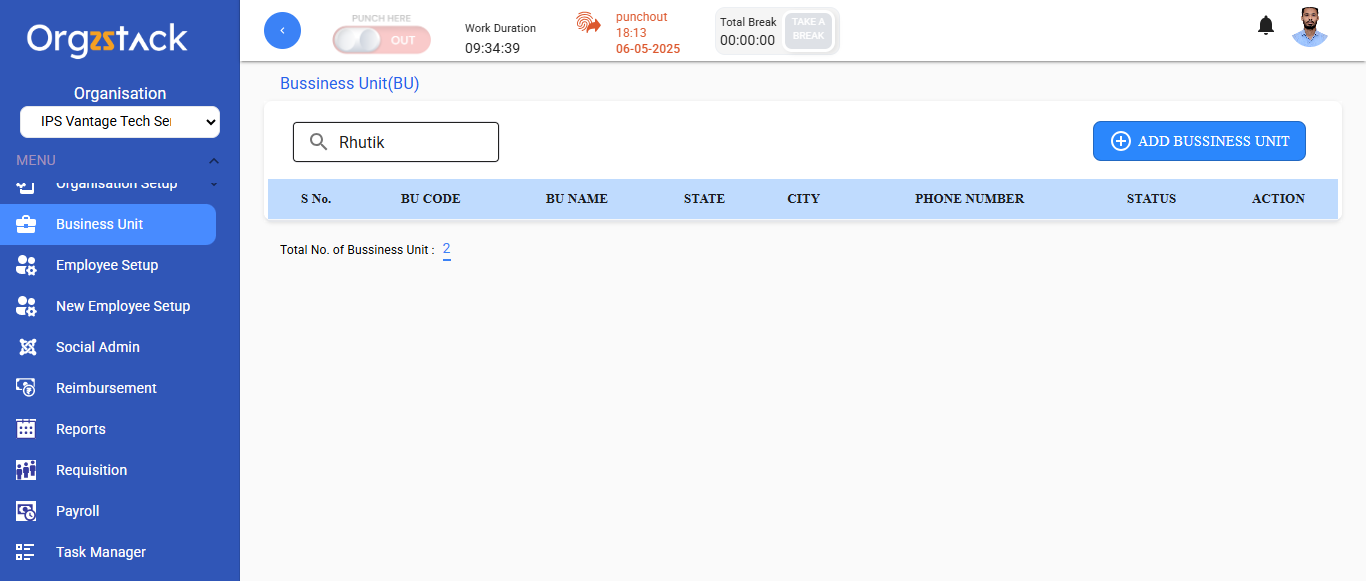 Orgzstack
Organisation
IPS Vantage Tech Ser
MENU
Organisation Setup
Business Unit
Employee Setup
New Employee Setup
Social Admin
Reimbursement
Reports
Requisition
Payroll
Task Manager
PUNCH HERE
OUT
Work Duration
09:34:39
punchout
18:13
06-05-2025
Total Break
00:00:00
TAKE A
BREAK
Bussiness Unit(BU)
Rhutik
ADD BUSSINESS UNIT
S No. BU CODE BU NAME STATE CITY PHONE NUMBER STATUS ACTION
Total No. of Bussiness Unit : 2